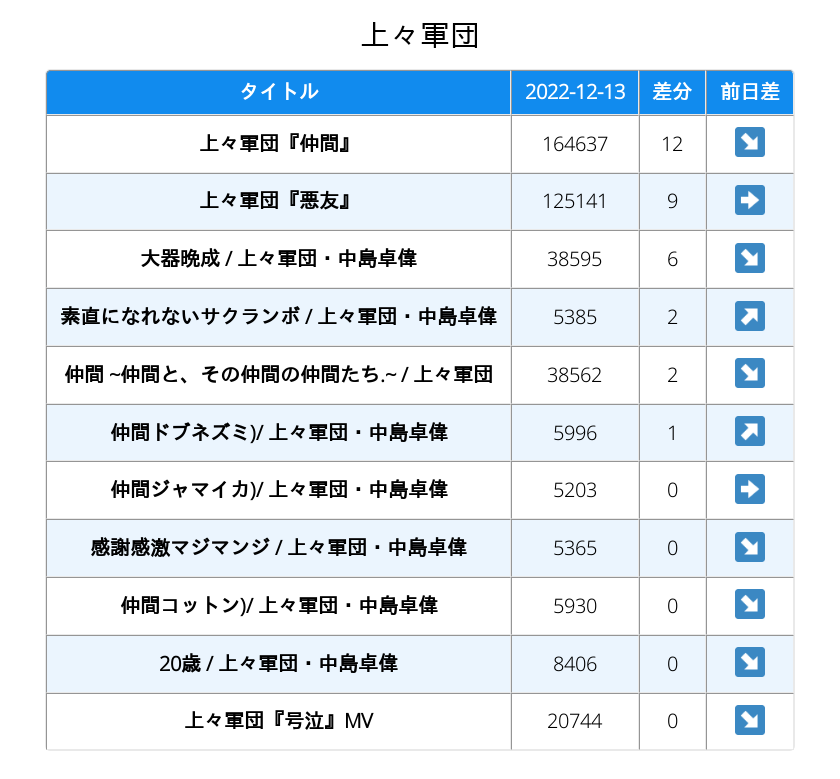 上々軍団
タイトル 2022-12-13 差分 前日差
上々軍団『仲間』 164637 12 ↘
上々軍団『悪友』 125141 9 ➡
大器晩成 / 上々軍団・中島卓偉 38595 6 ↘
素直になれないサクランボ / 上々軍団・中島卓偉 5385 2 ↗
仲間 ~仲間と、その仲間の仲間たち.~ / 上々軍団 38562 2 ↘
仲間ドブネズミ)/ 上々軍団・中島卓偉 5996 1 ↗
仲間ジャマイカ)/ 上々軍団・中島卓偉 5203 0 ➡
感謝感激マジマンジ / 上々軍団・中島卓偉 5365 0 ↘
仲間コットン)/ 上々軍団・中島卓偉 5930 0 ↘
20歳 / 上々軍団・中島卓偉 8406 0 ↘
上々軍団『号泣』MV 20744 0 ↘